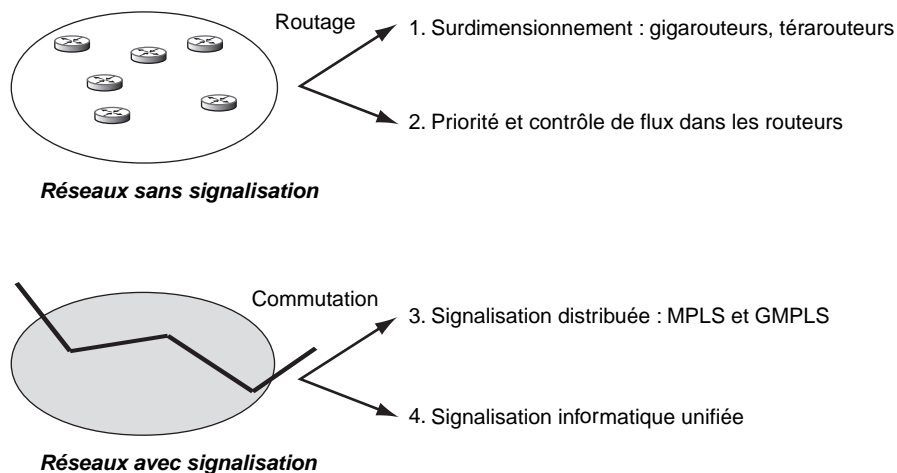 Routage
1. Surdimensionnement : gigarouteurs, térarouteurs
2. Priorité et contrôle de flux dans les routeurs
Réseaux sans signalisation
Commutation
3. Signalisation distribuée : MPLS et GMPLS
4. Signalisation informatique unifiée
Réseaux avec signalisation